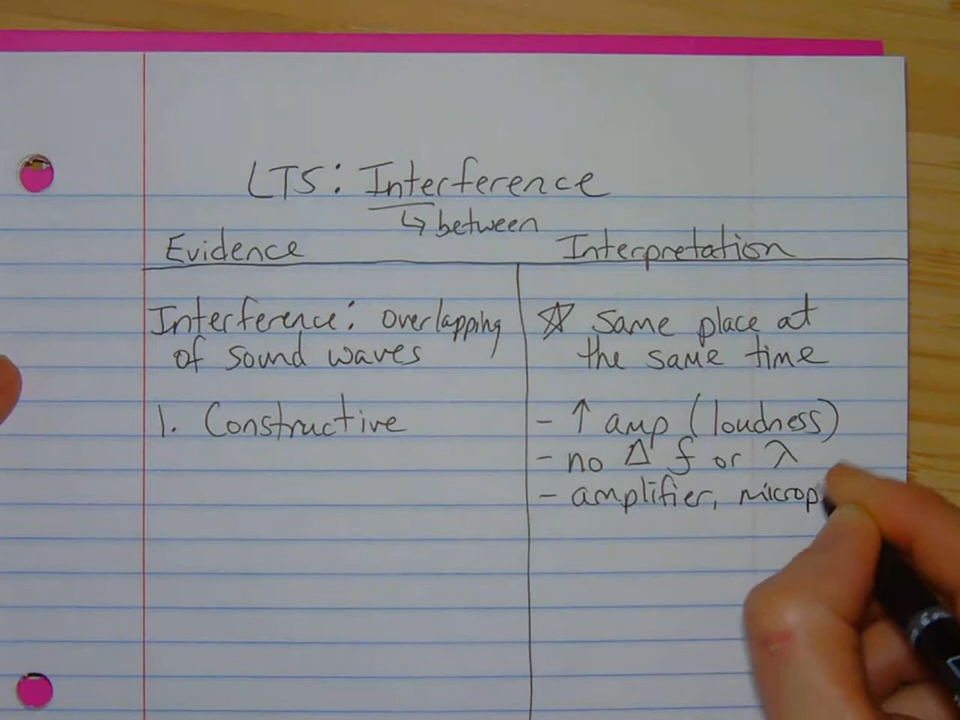 LTS: Interference
↳ between
Evidence
Interpretation
Interference: overlapping
of sound waves
☆ same place at
the same time
1. Constructive
- ↑ amp (loudness)
- no Δ f or λ
- amplifier, microp